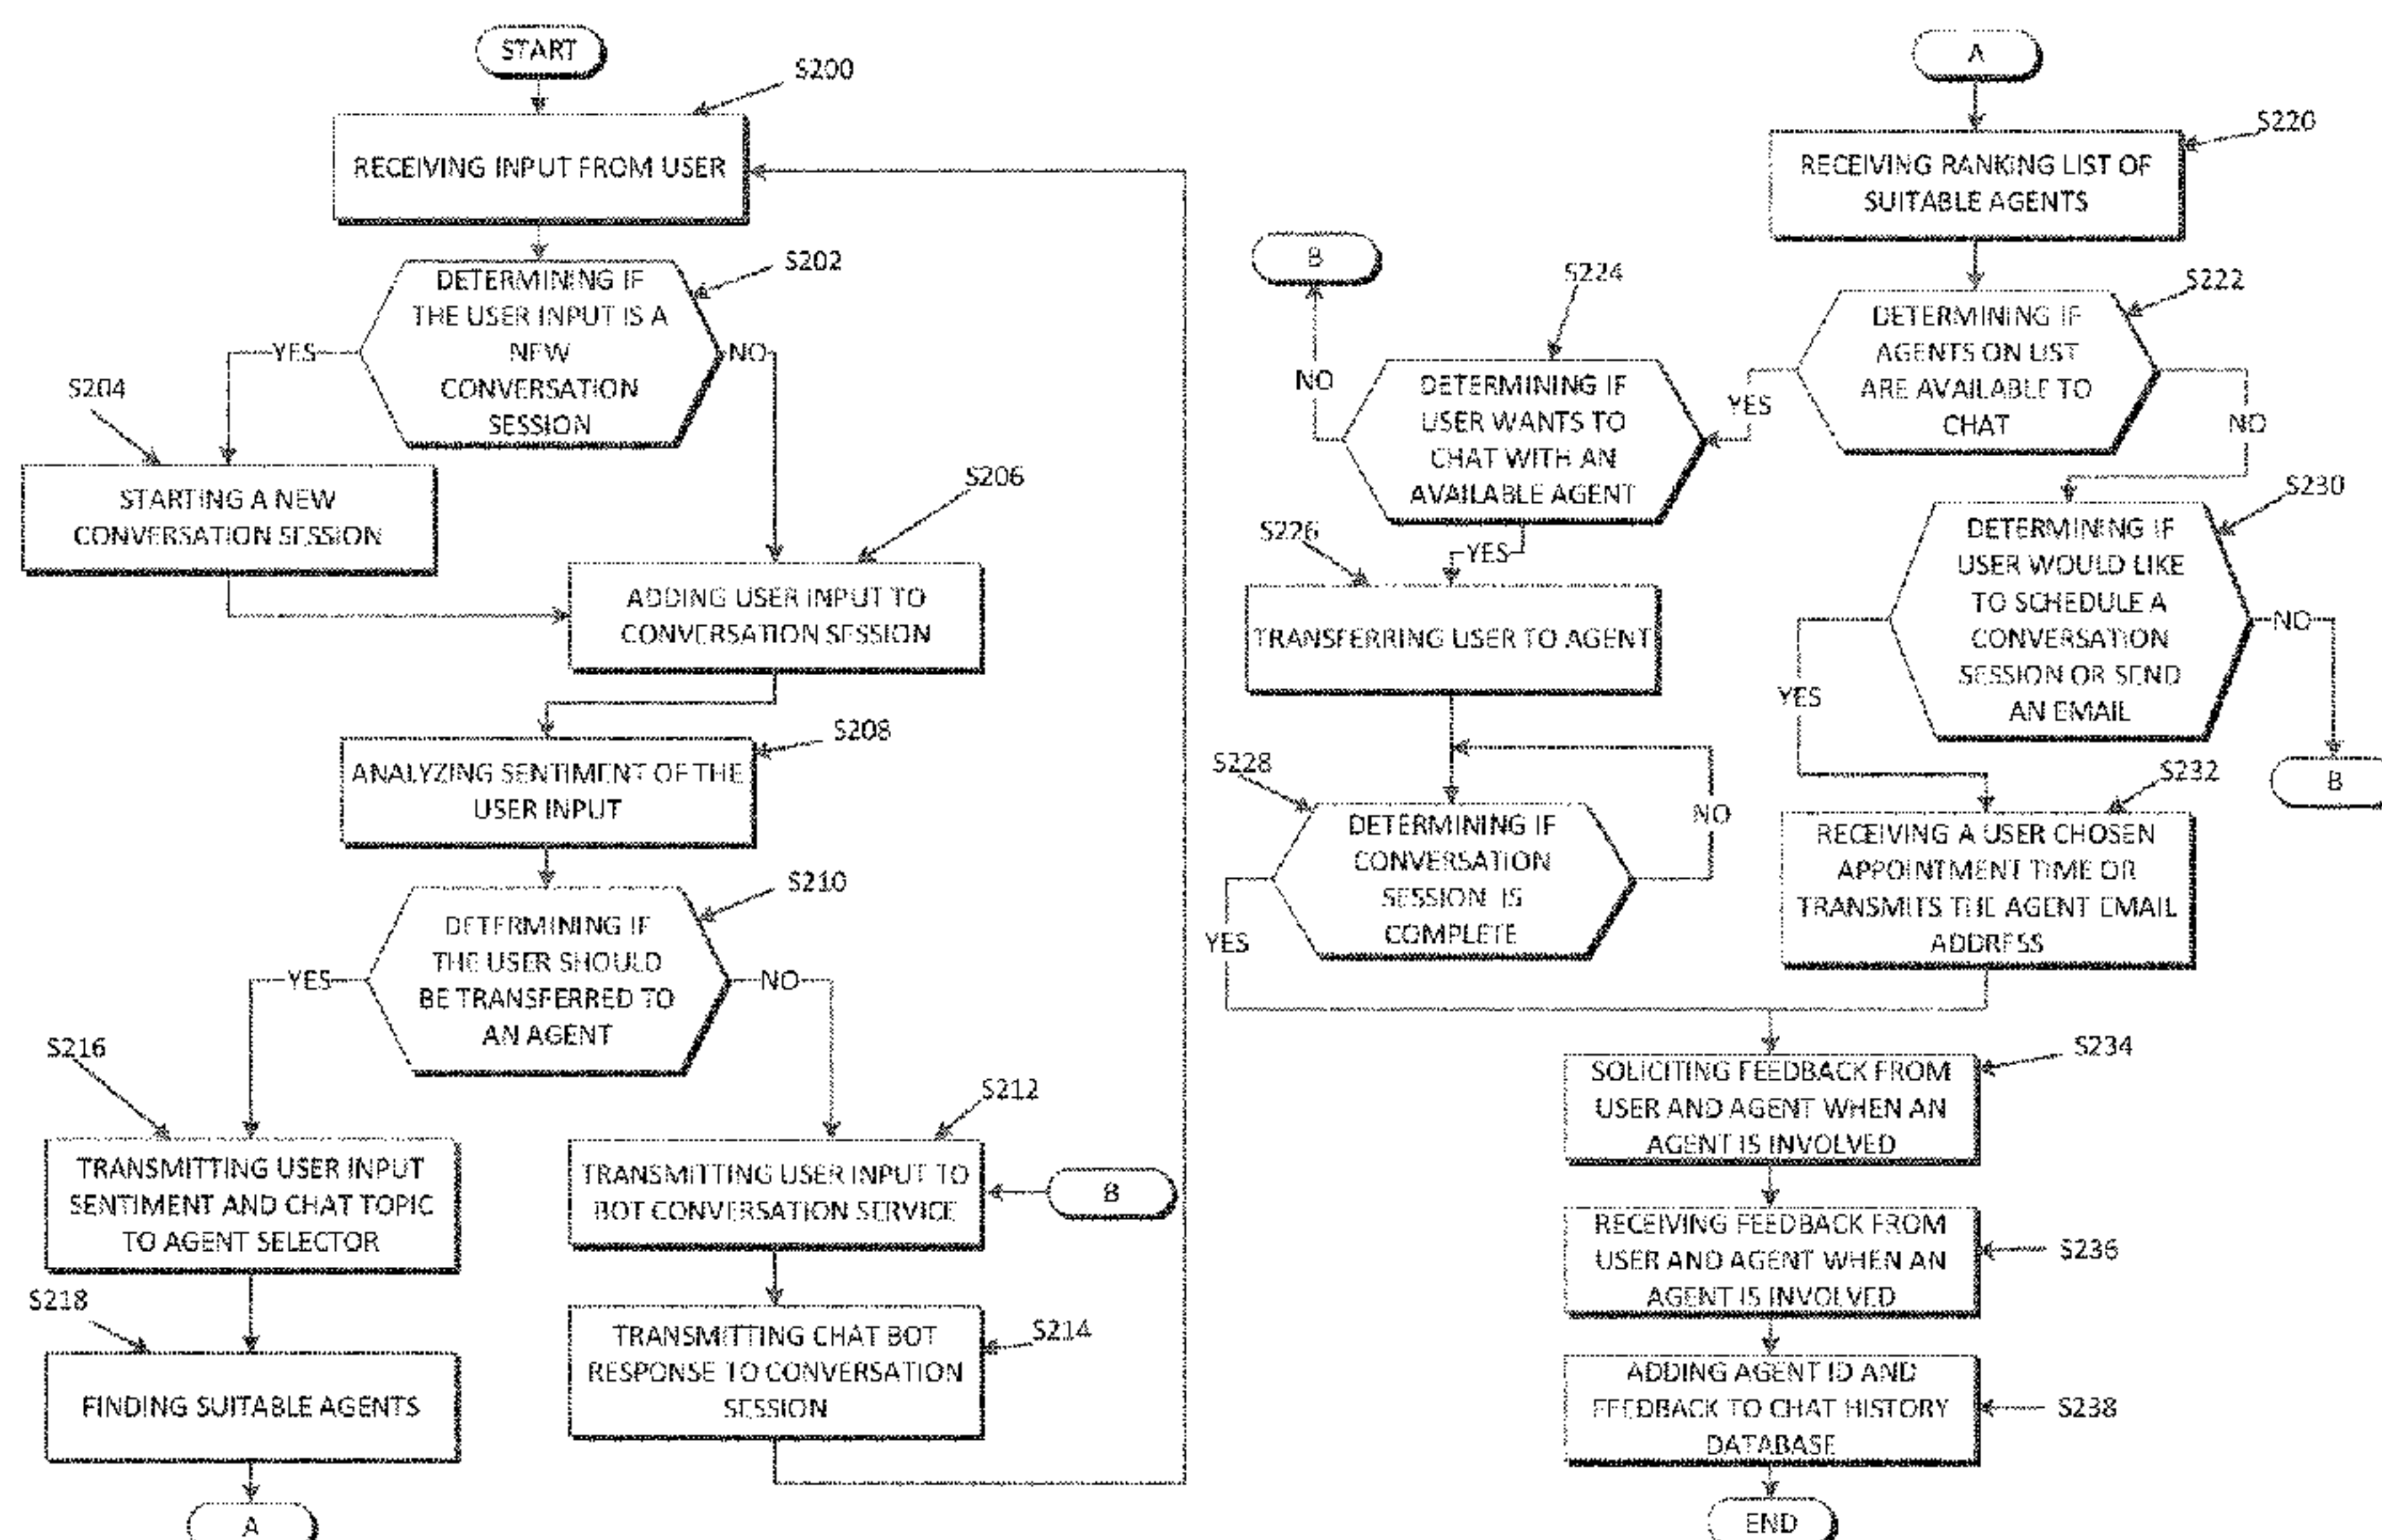 START
S200
RECEIVING INPUT FROM USER
S202
DETERMINING IF
THE USER INPUT IS A
NEW
CONVERSATION
SESSION
YES
NO
S204
STARTING A NEW
CONVERSATION SESSION
S206
ADDING USER INPUT TO
CONVERSATION SESSION
S208
ANALYZING SENTIMENT OF THE
USER INPUT
S210
DETERMINING IF
THE USER SHOULD
BE TRANSFERRED TO
AN AGENT
YES
NO
S216
TRANSMITTING USER INPUT
SENTIMENT AND CHAT TOPIC
TO AGENT SELECTOR
S212
TRANSMITTING USER INPUT TO
BOT CONVERSATION SERVICE
B
S218
FINDING SUITABLE AGENTS
S214
TRANSMITTING CHAT BOT
RESPONSE TO CONVERSATION
SESSION
A
A
S220
RECEIVING RANKING LIST OF
SUITABLE AGENTS
S222
DETERMINING IF
AGENTS ON LIST
ARE AVAILABLE TO
CHAT
YES
NO
B
S224
NO
DETERMINING IF
USER WANTS TO
CHAT WITH AN
AVAILABLE AGENT
YES
S226
TRANSFERRING USER TO AGENT
S228
DETERMINING IF
CONVERSATION
SESSION IS
COMPLETE
NO
YES
S230
DETERMINING IF
USER WOULD LIKE
TO SCHEDULE A
CONVERSATION
SESSION OR SEND
AN EMAIL
YES
NO
B
S232
RECEIVING A USER CHOSEN
APPOINTMENT TIME OR
TRANSMITS THE AGENT EMAIL
ADDRESS
S234
SOLICITING FEEDBACK FROM
USER AND AGENT WHEN AN
AGENT IS INVOLVED
S236
RECEIVING FEEDBACK FROM
USER AND AGENT WHEN AN
AGENT IS INVOLVED
S238
ADDING AGENT ID AND
FEEDBACK TO CHAT HISTORY
DATABASE
END